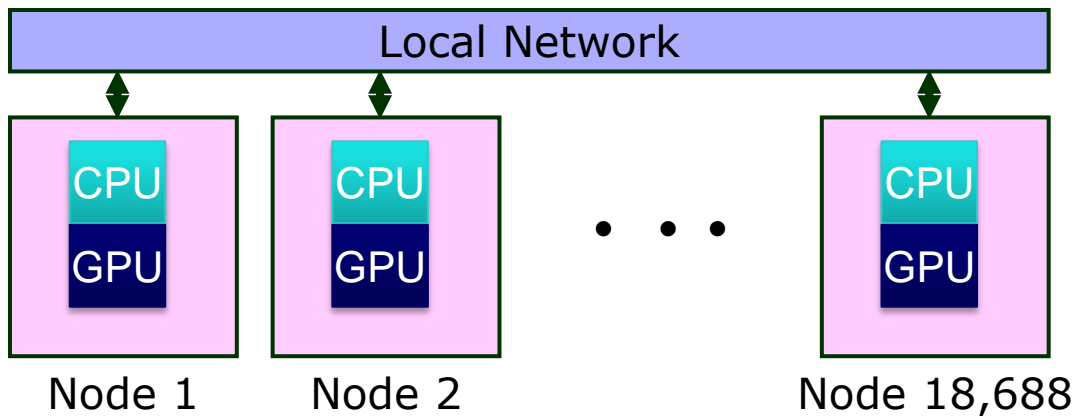 Local Network
CPU CPU CPU
GPU GPU GPU
Node 1 Node 2 Node 18,688